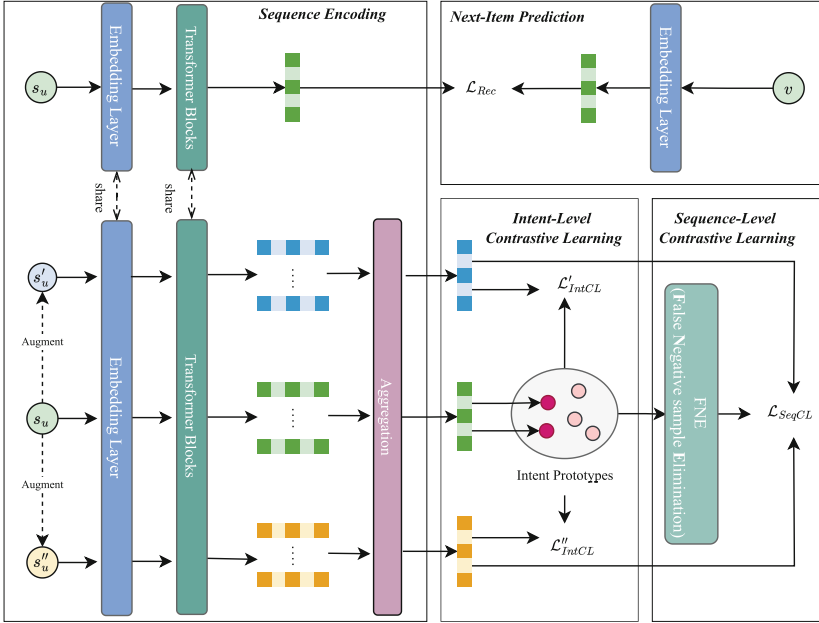 Sequence Encoding
s_u
Embedding Layer
Transformer Blocks
share
share
Next-Item Prediction
ℒ_Rec
Embedding Layer
v
s'_u
Augment
s_u
Augment
s''_u
Embedding Layer
Transformer Blocks
Aggregation
Intent-Level
Contrastive Learning
ℒ'_IntCL
Intent Prototypes
ℒ''_IntCL
Sequence-Level
Contrastive Learning
FNE
(False Negative sample Elimination)
ℒ_SeqCL